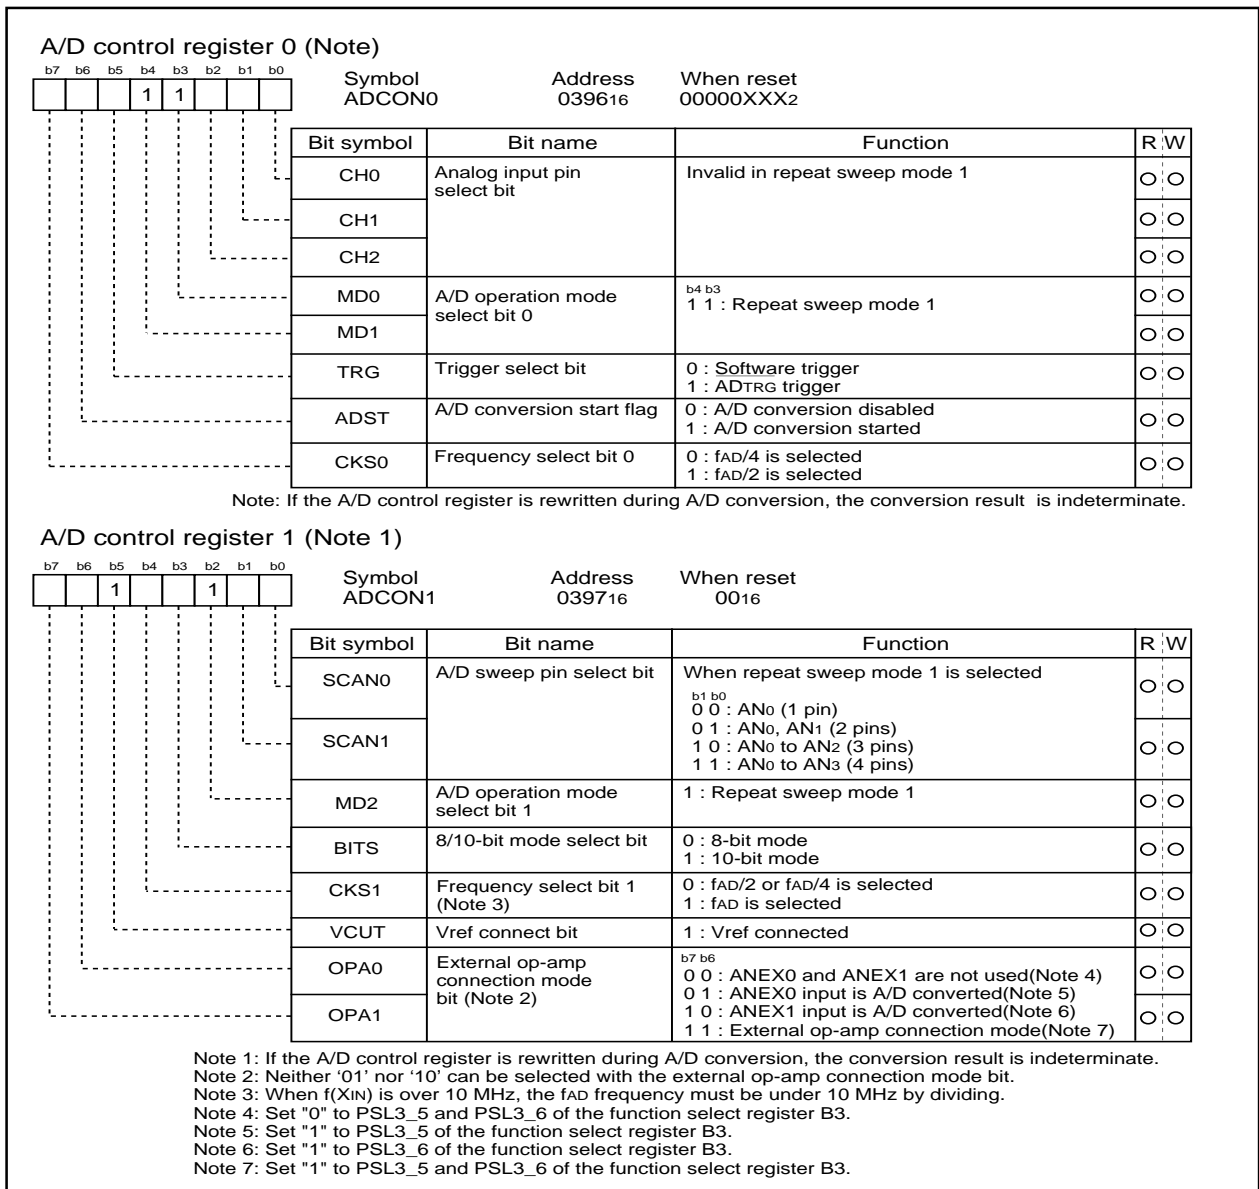 A/D control register 0 (Note)
b7 b6 b5 b4 b3 b2 b1 b0
1 1
Symbol Address When reset
ADCON0 039616 00000XXX2
Bit symbol Bit name Function R W
CH0 Analog input pin select bit Invalid in repeat sweep mode 1
CH1
CH2
MD0 A/D operation mode select bit 0 b4 b3
1 1 : Repeat sweep mode 1
MD1
TRG Trigger select bit 0 : Software trigger
1 : ADTRG trigger
ADST A/D conversion start flag 0 : A/D conversion disabled
1 : A/D conversion started
CKS0 Frequency select bit 0 0 : fAD/4 is selected
1 : fAD/2 is selected
Note: If the A/D control register is rewritten during A/D conversion, the conversion result is indeterminate.
A/D control register 1 (Note 1)
b7 b6 b5 b4 b3 b2 b1 b0
1 1
Symbol Address When reset
ADCON1 039716 0016
Bit symbol Bit name Function R W
SCAN0 A/D sweep pin select bit When repeat sweep mode 1 is selected
b1 b0
0 0 : AN0 (1 pin)
0 1 : AN0, AN1 (2 pins)
SCAN1 1 0 : AN0 to AN2 (3 pins)
1 1 : AN0 to AN3 (4 pins)
MD2 A/D operation mode select bit 1 1 : Repeat sweep mode 1
BITS 8/10-bit mode select bit 0 : 8-bit mode
1 : 10-bit mode
CKS1 Frequency select bit 1 (Note 3) 0 : fAD/2 or fAD/4 is selected
1 : fAD is selected
VCUT Vref connect bit 1 : Vref connected
OPA0 External op-amp connection mode bit (Note 2) b7 b6
0 0 : ANEX0 and ANEX1 are not used(Note 4)
0 1 : ANEX0 input is A/D converted(Note 5)
OPA1 1 0 : ANEX1 input is A/D converted(Note 6)
1 1 : External op-amp connection mode(Note 7)
Note 1: If the A/D control register is rewritten during A/D conversion, the conversion result is indeterminate.
Note 2: Neither ‘01’ nor ‘10’ can be selected with the external op-amp connection mode bit.
Note 3: When f(XIN) is over 10 MHz, the fAD frequency must be under 10 MHz by dividing.
Note 4: Set "0" to PSL3_5 and PSL3_6 of the function select register B3.
Note 5: Set "1" to PSL3_5 of the function select register B3.
Note 6: Set "1" to PSL3_6 of the function select register B3.
Note 7: Set "1" to PSL3_5 and PSL3_6 of the function select register B3.